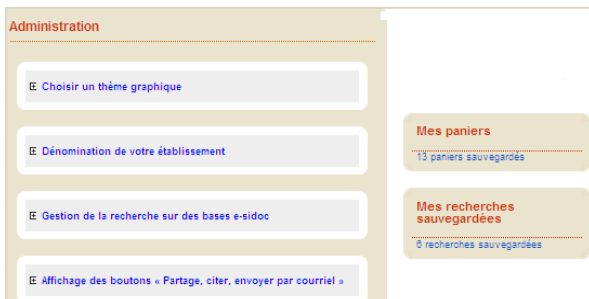 Administration
Choisir un thème graphique
Dénomination de votre établissement
Gestion de la recherche sur des bases e-sidoc
Affichage des boutons « Partage, citer, envoyer par courriel »
Mes paniers
13 paniers sauvegardés
Mes recherches
sauvegardées
6 recherches sauvegardées